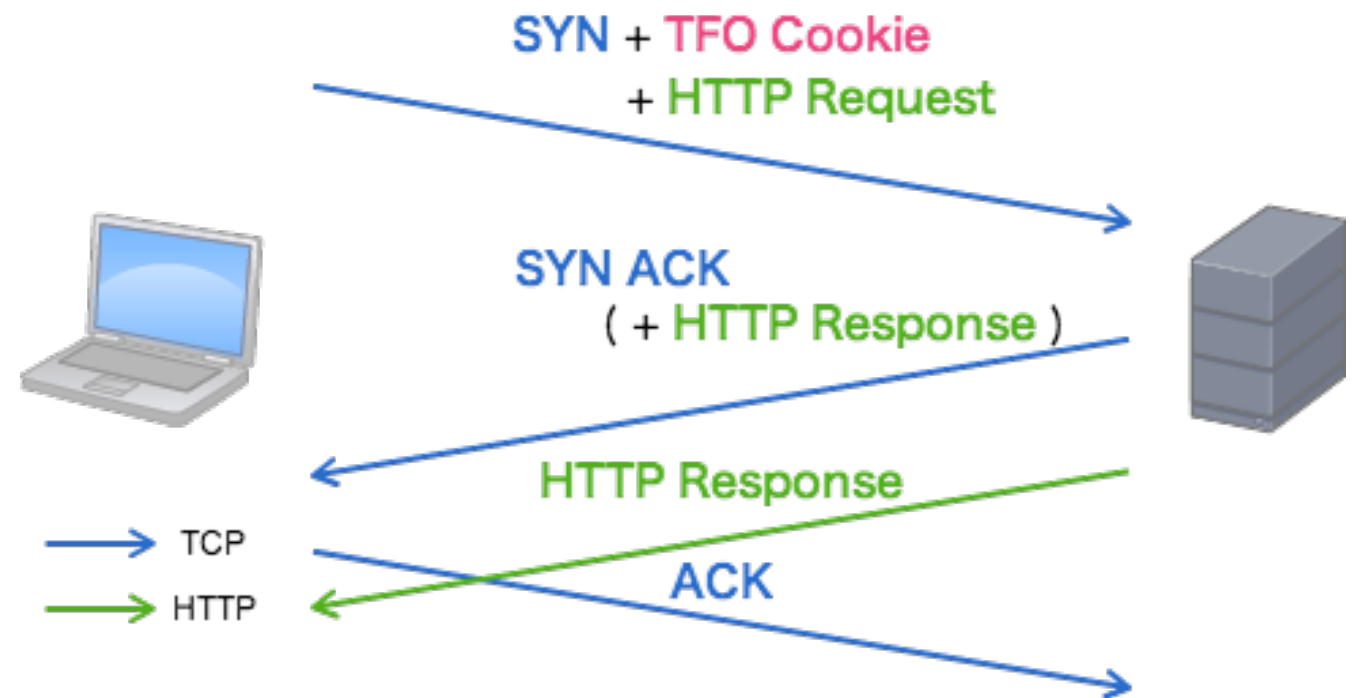 SYN + TFO Cookie
+ HTTP Request
SYN ACK
( + HTTP Response )
HTTP Response
TCP
ACK
HTTP